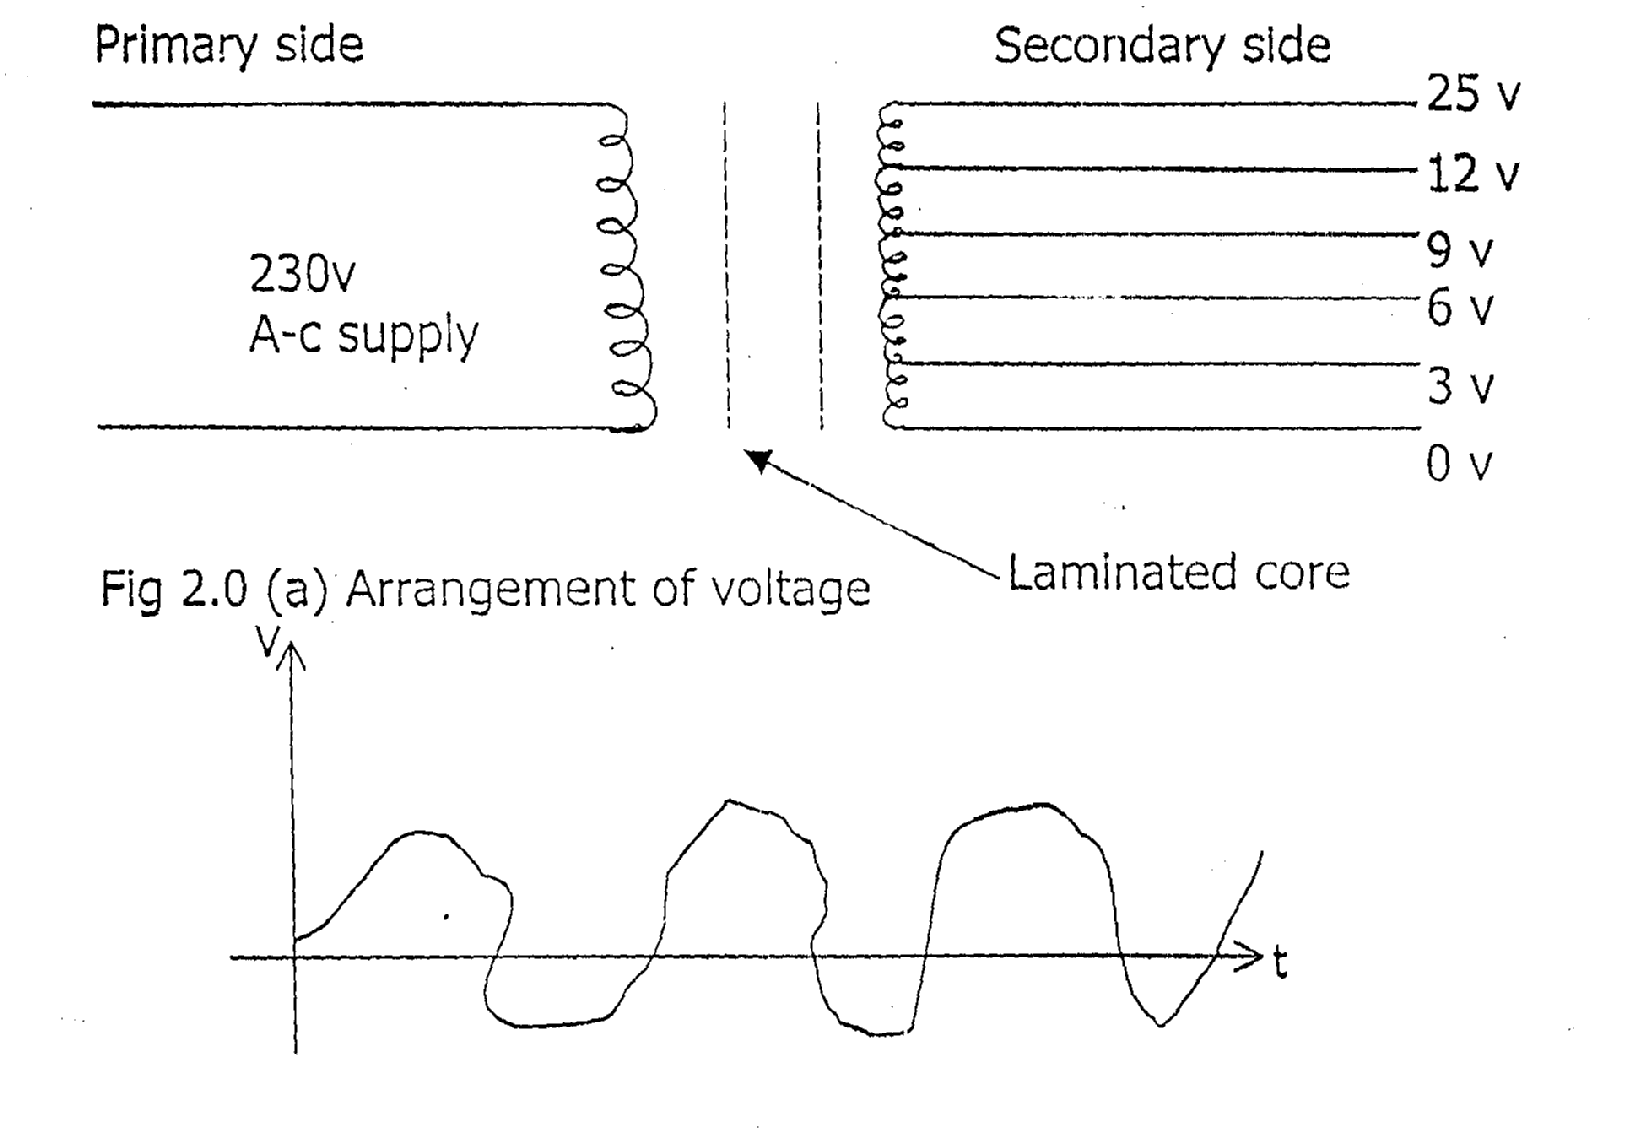 Primary side
Secondary side
25 v
12 v
9 v
6 v
3 v
0 v
230v
A-c supply
Laminated core
Fig 2.0 (a) Arrangement of voltage
V
t